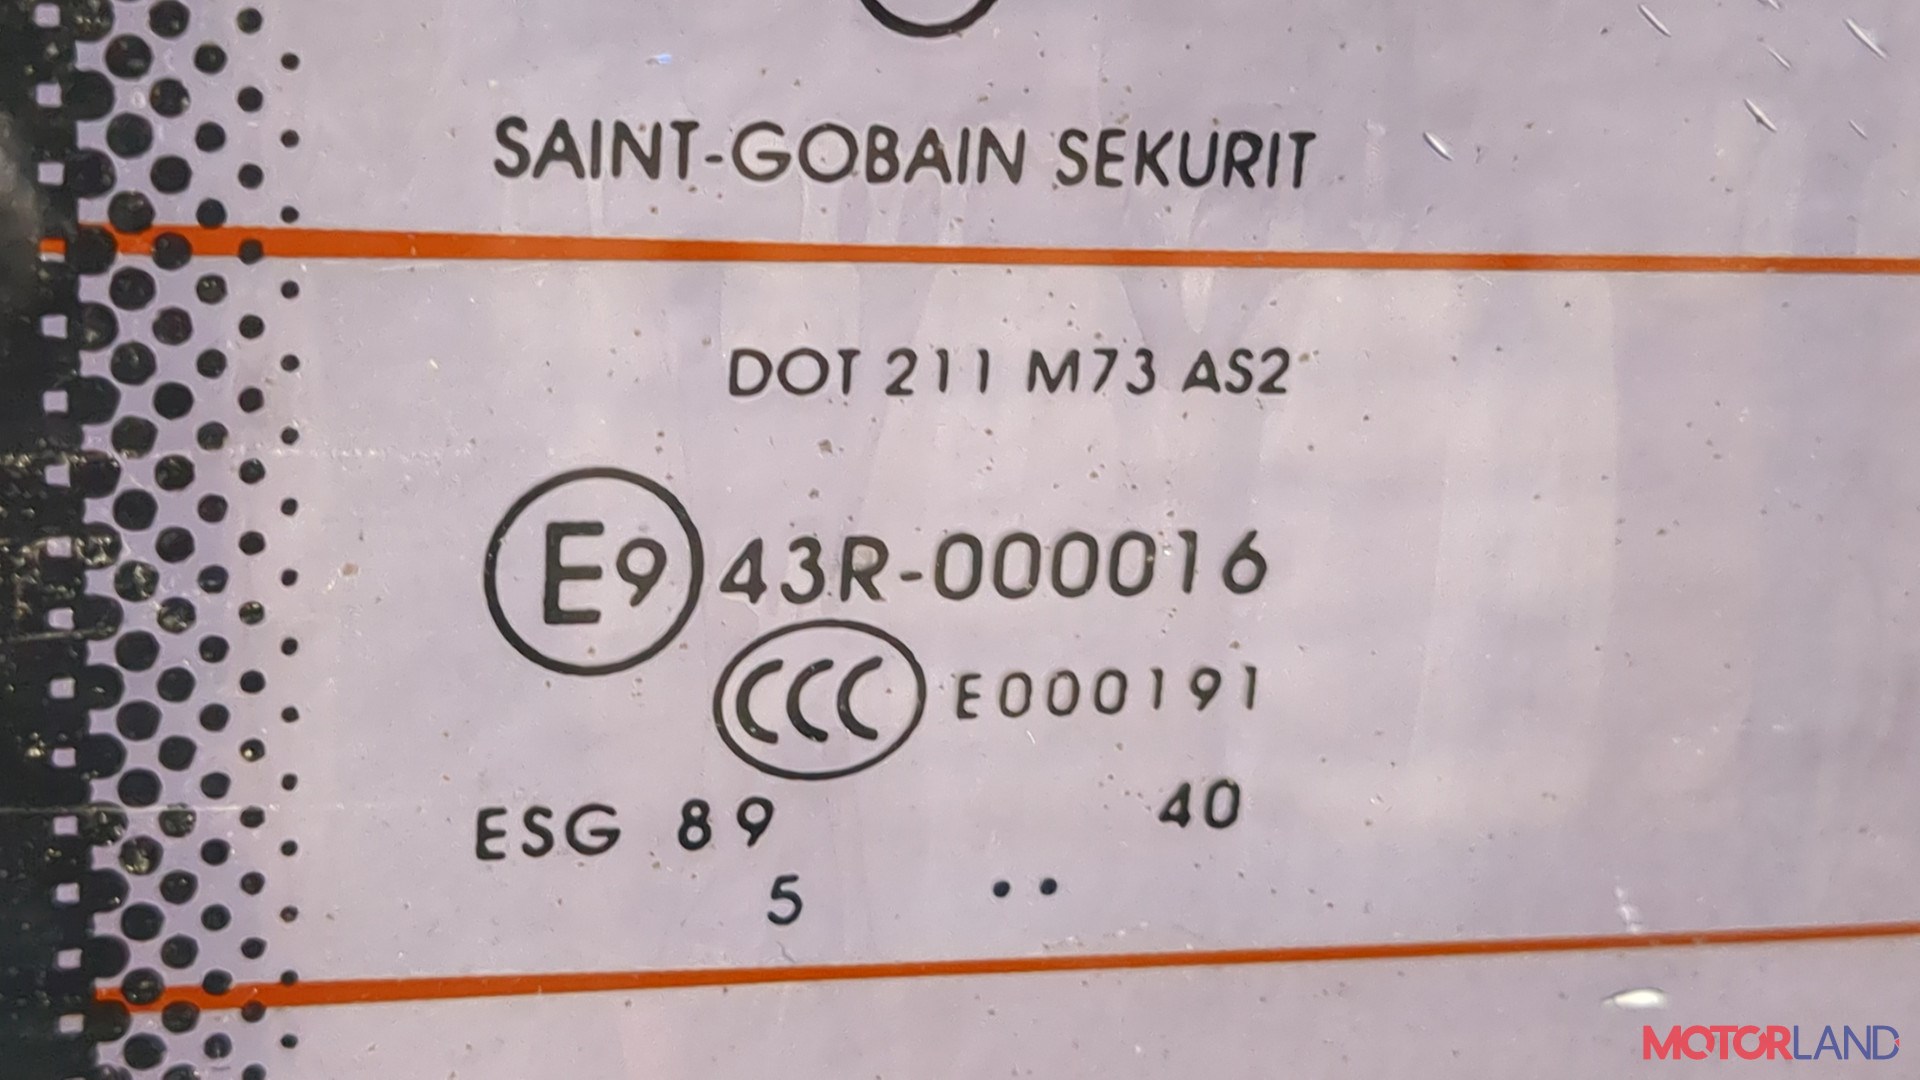 SAINT-GOBAIN SEKURIT
DOT 211 M73 AS2
E9 43R-000016
CCC E000191
ESG 89 40
5 ..
MOTORLAND